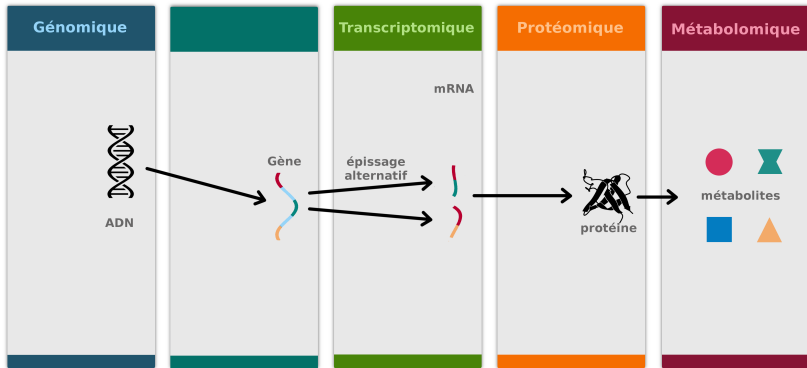 Génomique
Transcriptomique
Protéomique
Métabolomique
mRNA
Gène
épissage
alternatif
métabolites
ADN
protéine